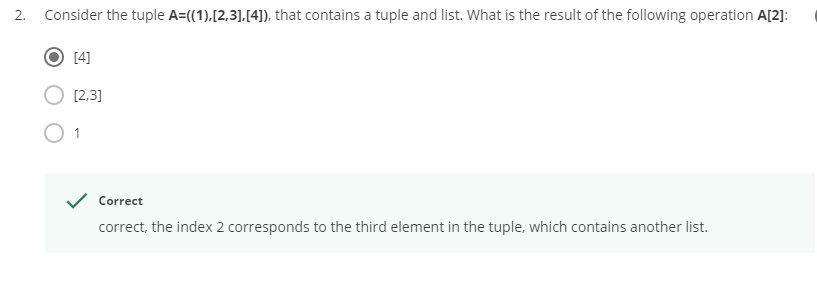 2. Consider the tuple A=((1),[2,3],[4]), that contains a tuple and list. What is the result of the following operation A[2]:
[4]
[2,3]
1
Correct
correct, the index 2 corresponds to the third element in the tuple, which contains another list.